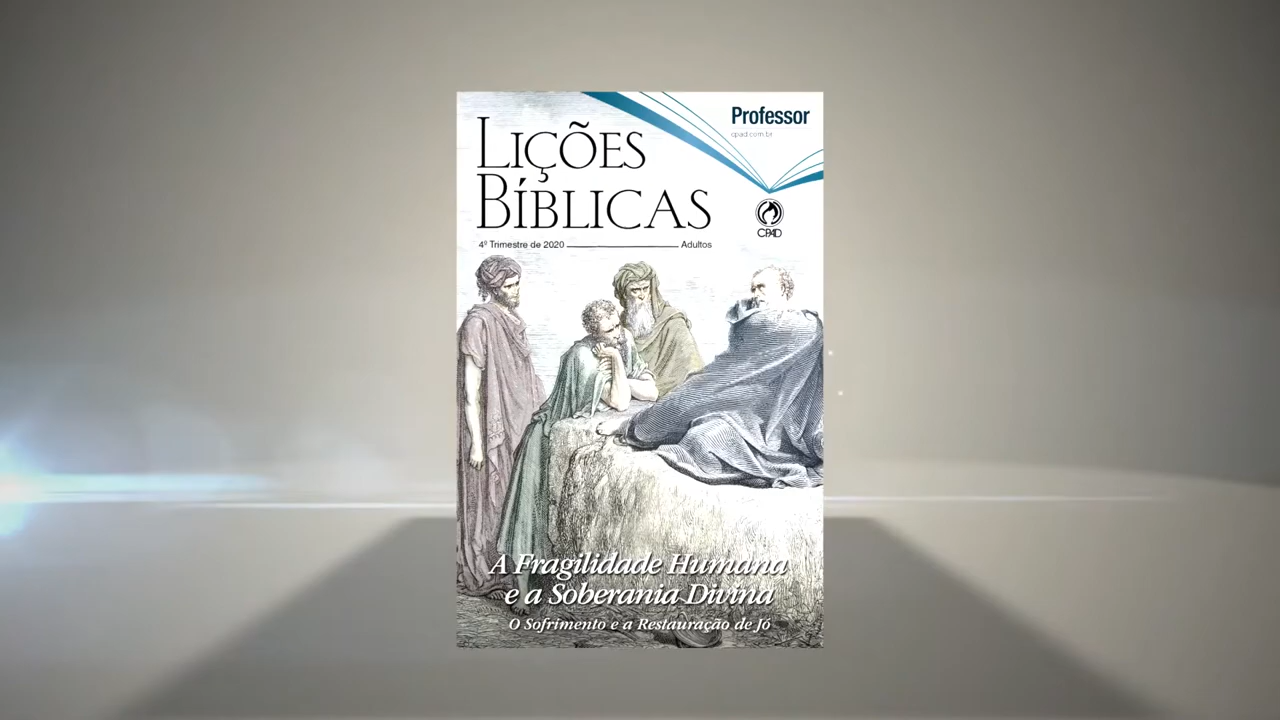 Professor
cpad.com.br
LIÇÕES
BÍBLICAS
CPAD
4º Trimestre de 2020 Adultos
A Fragilidade Humana
e a Soberania Divina
O Sofrimento e a Restauração de Jó